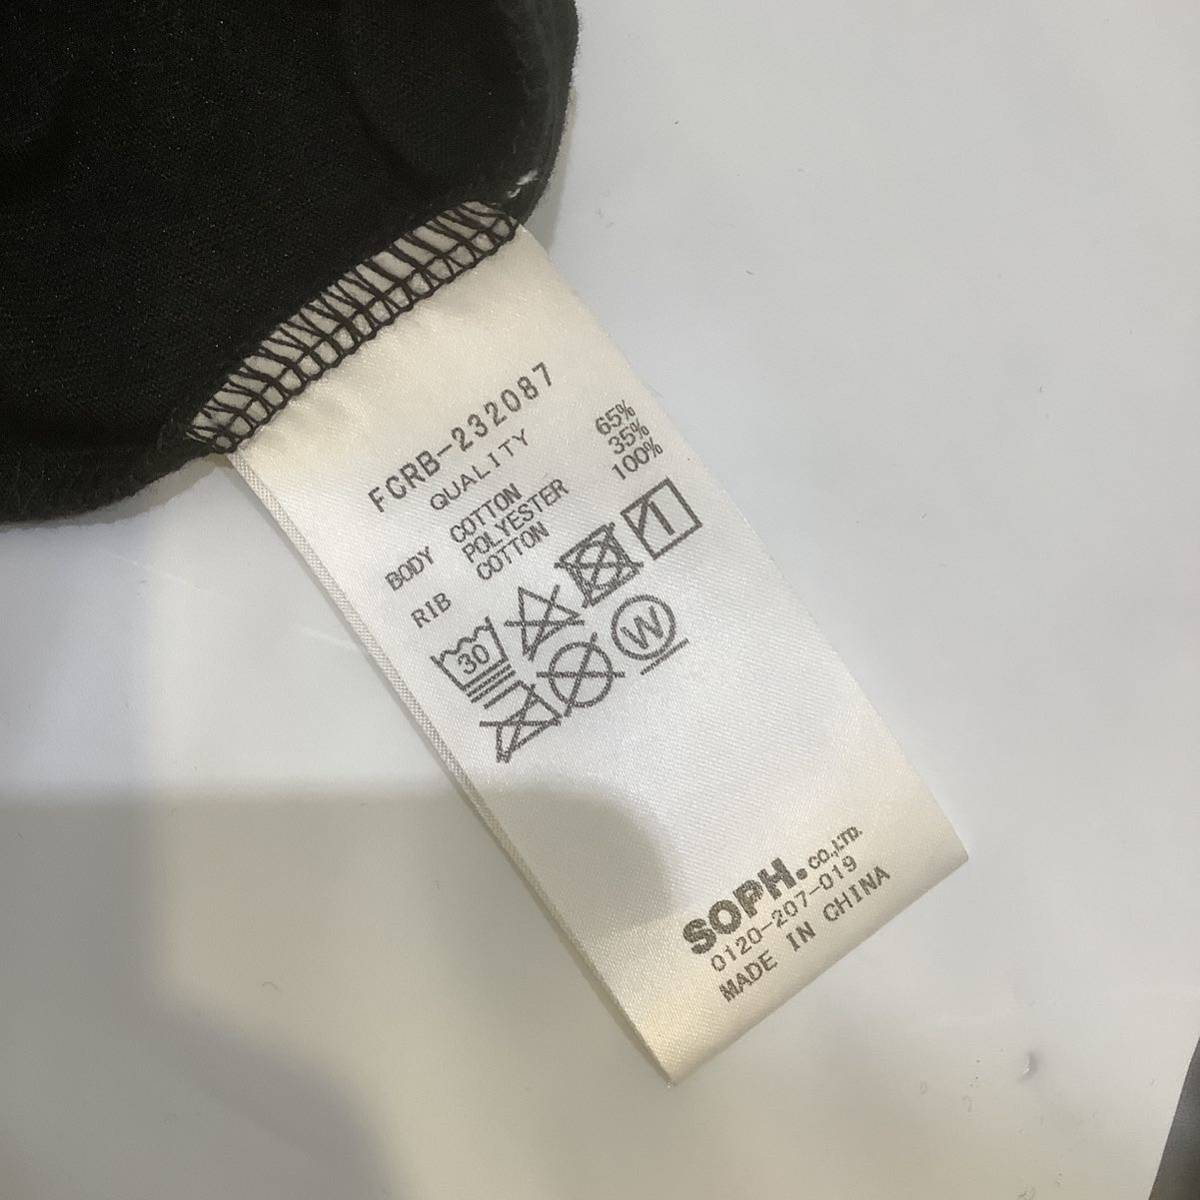 FCRB-232087
QUALITY
BODY COTTON 65%
POLYESTER 35%
RIB COTTON 100%
30
W
SOPH. CO.,LTD.
0120-207-019
MADE IN CHINA